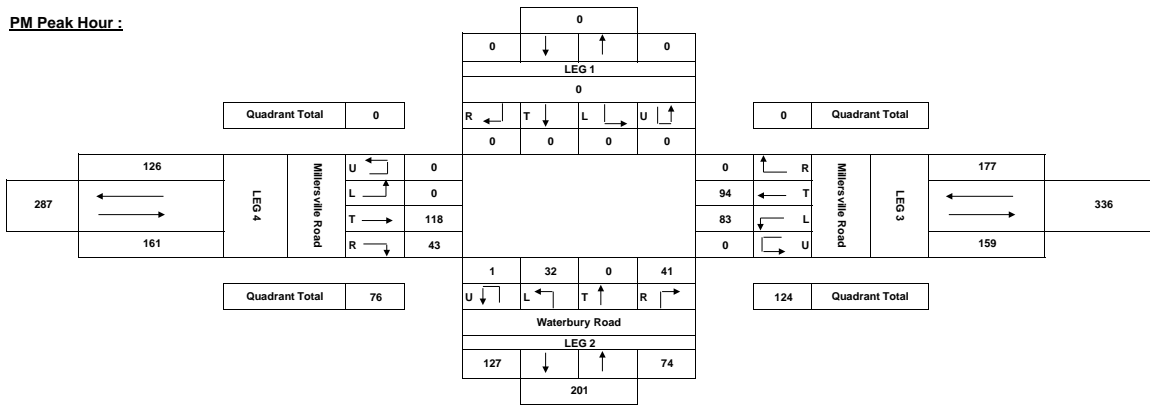 PM Peak Hour :
0
0 0
LEG 1
0
Quadrant Total 0
R T L U
0 Quadrant Total
0 0 0 0
126
U 0
0 R
177
L 0
94 T
287
LEG 4
Millersville Road
Millersville Road
LEG 3
336
T 118
83 L
161
R 43
0 U
159
1 32 0 41
Quadrant Total 76
U L T R
124 Quadrant Total
Waterbury Road
LEG 2
127 74
201